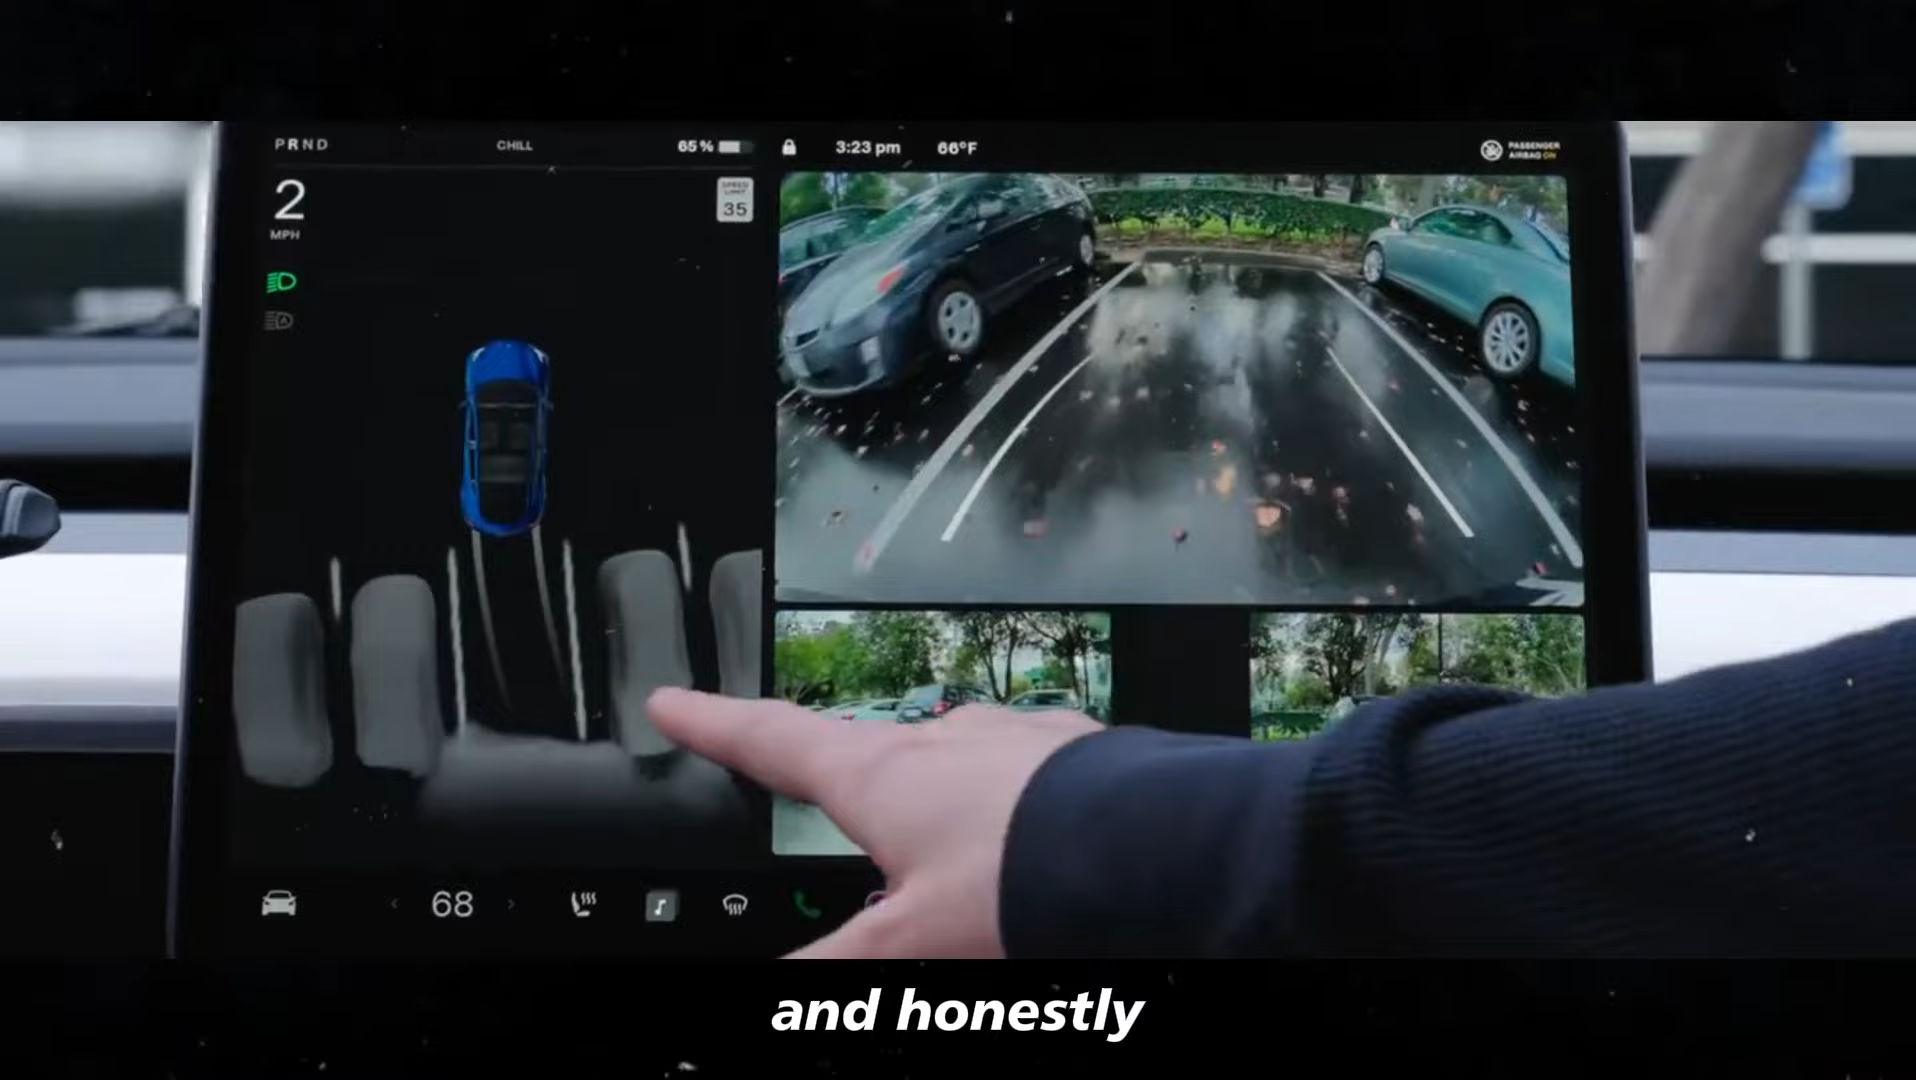 PRND
CHILL
65%
3:23 pm
66°F
PASSENGER
AIRBAG ON
2
MPH
SPEED
LIMIT
35
68
and honestly